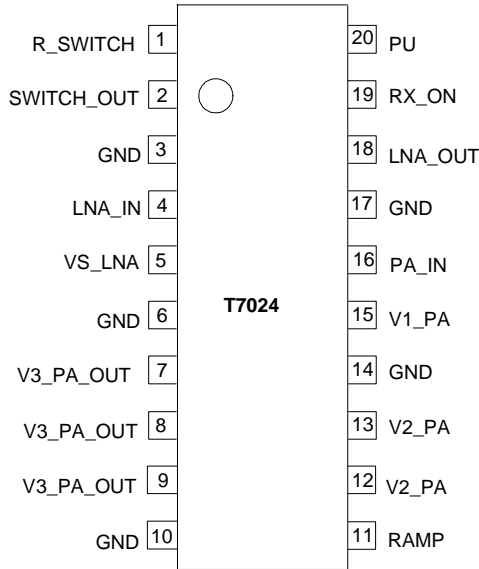 R_SWITCH 1 20 PU
SWITCH_OUT 2 19 RX_ON
GND 3 18 LNA_OUT
LNA_IN 4 17 GND
VS_LNA 5 16 PA_IN
T7024
GND 6 15 V1_PA
V3_PA_OUT 7 14 GND
V3_PA_OUT 8 13 V2_PA
V3_PA_OUT 9 12 V2_PA
GND 10 11 RAMP